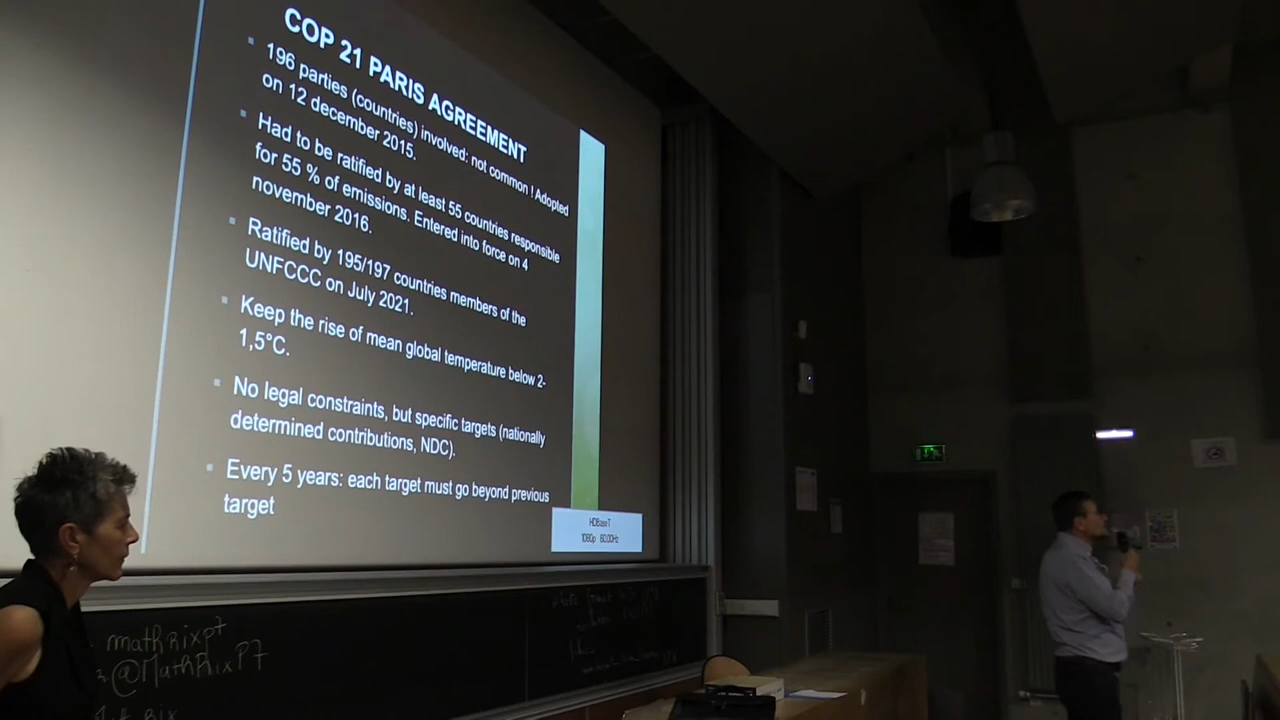 COP 21 PARIS AGREEMENT
196 parties (countries) involved: not common ! Adopted
on 12 december 2015.
Had to be ratified by at least 55 countries responsible
for 55 % of emissions. Entered into force on 4
november 2016.
Ratified by 195/197 countries members of the
UNFCCC on July 2021.
Keep the rise of mean global temperature below 2-
1,5°C.
No legal constraints, but specific targets (nationally
determined contributions, NDC).
Every 5 years: each target must go beyond previous
target
HDBaseT
1080p 60.00Hz
mathrixpt
@MathRixPT